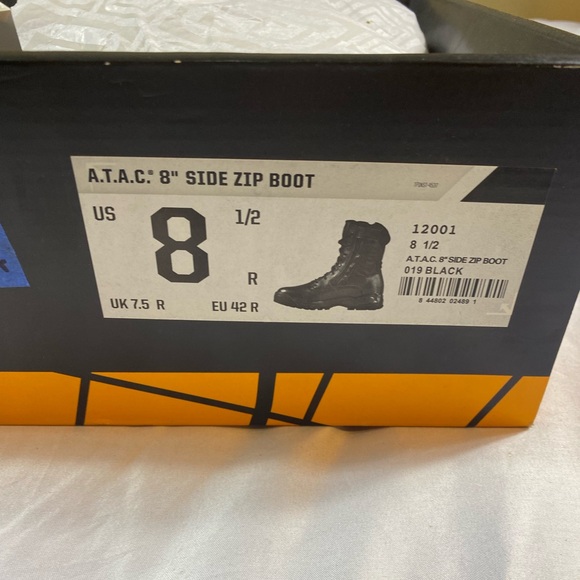 A.T.A.C.® 8" SIDE ZIP BOOT
US 8 1/2
R
UK 7.5 R
EU 42 R
12001
8 1/2
A.T.A.C. 8" SIDE ZIP BOOT
019 BLACK
8 44802 02489 1